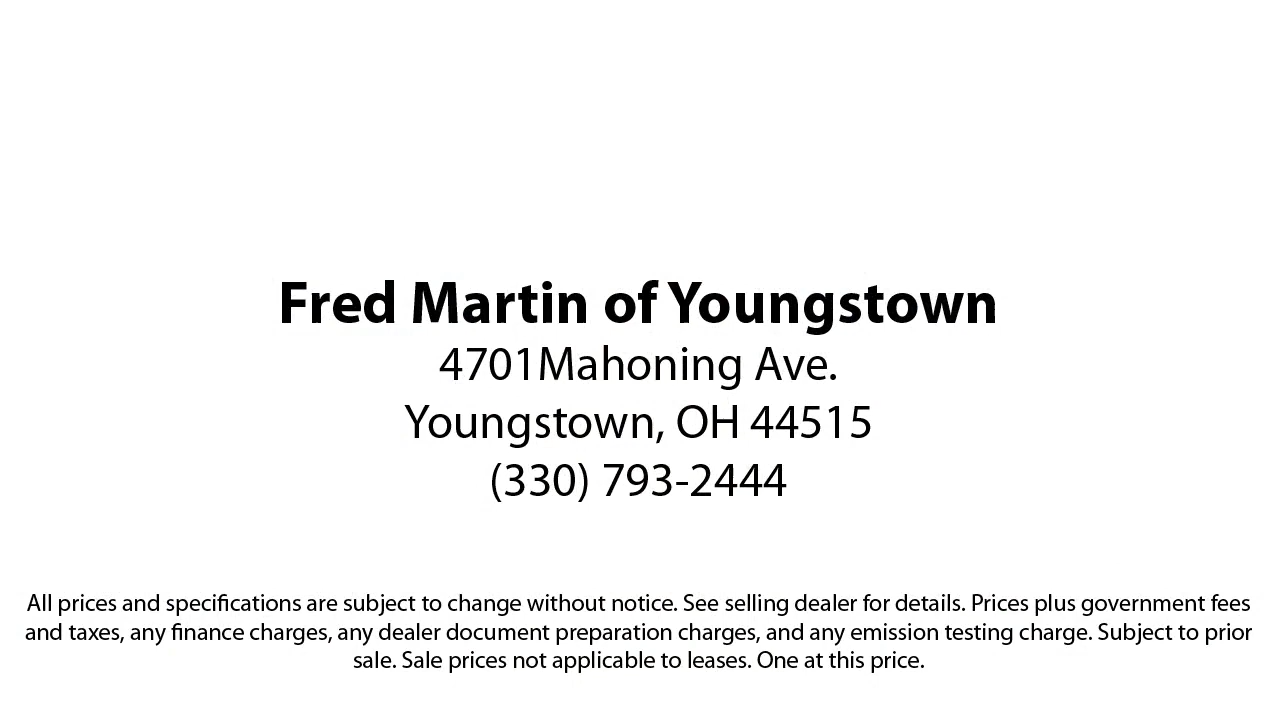 Fred Martin of Youngstown
4701Mahoning Ave.
Youngstown, OH 44515
(330) 793-2444
All prices and specifications are subject to change without notice. See selling dealer for details. Prices plus government fees
and taxes, any finance charges, any dealer document preparation charges, and any emission testing charge. Subject to prior
sale. Sale prices not applicable to leases. One at this price.